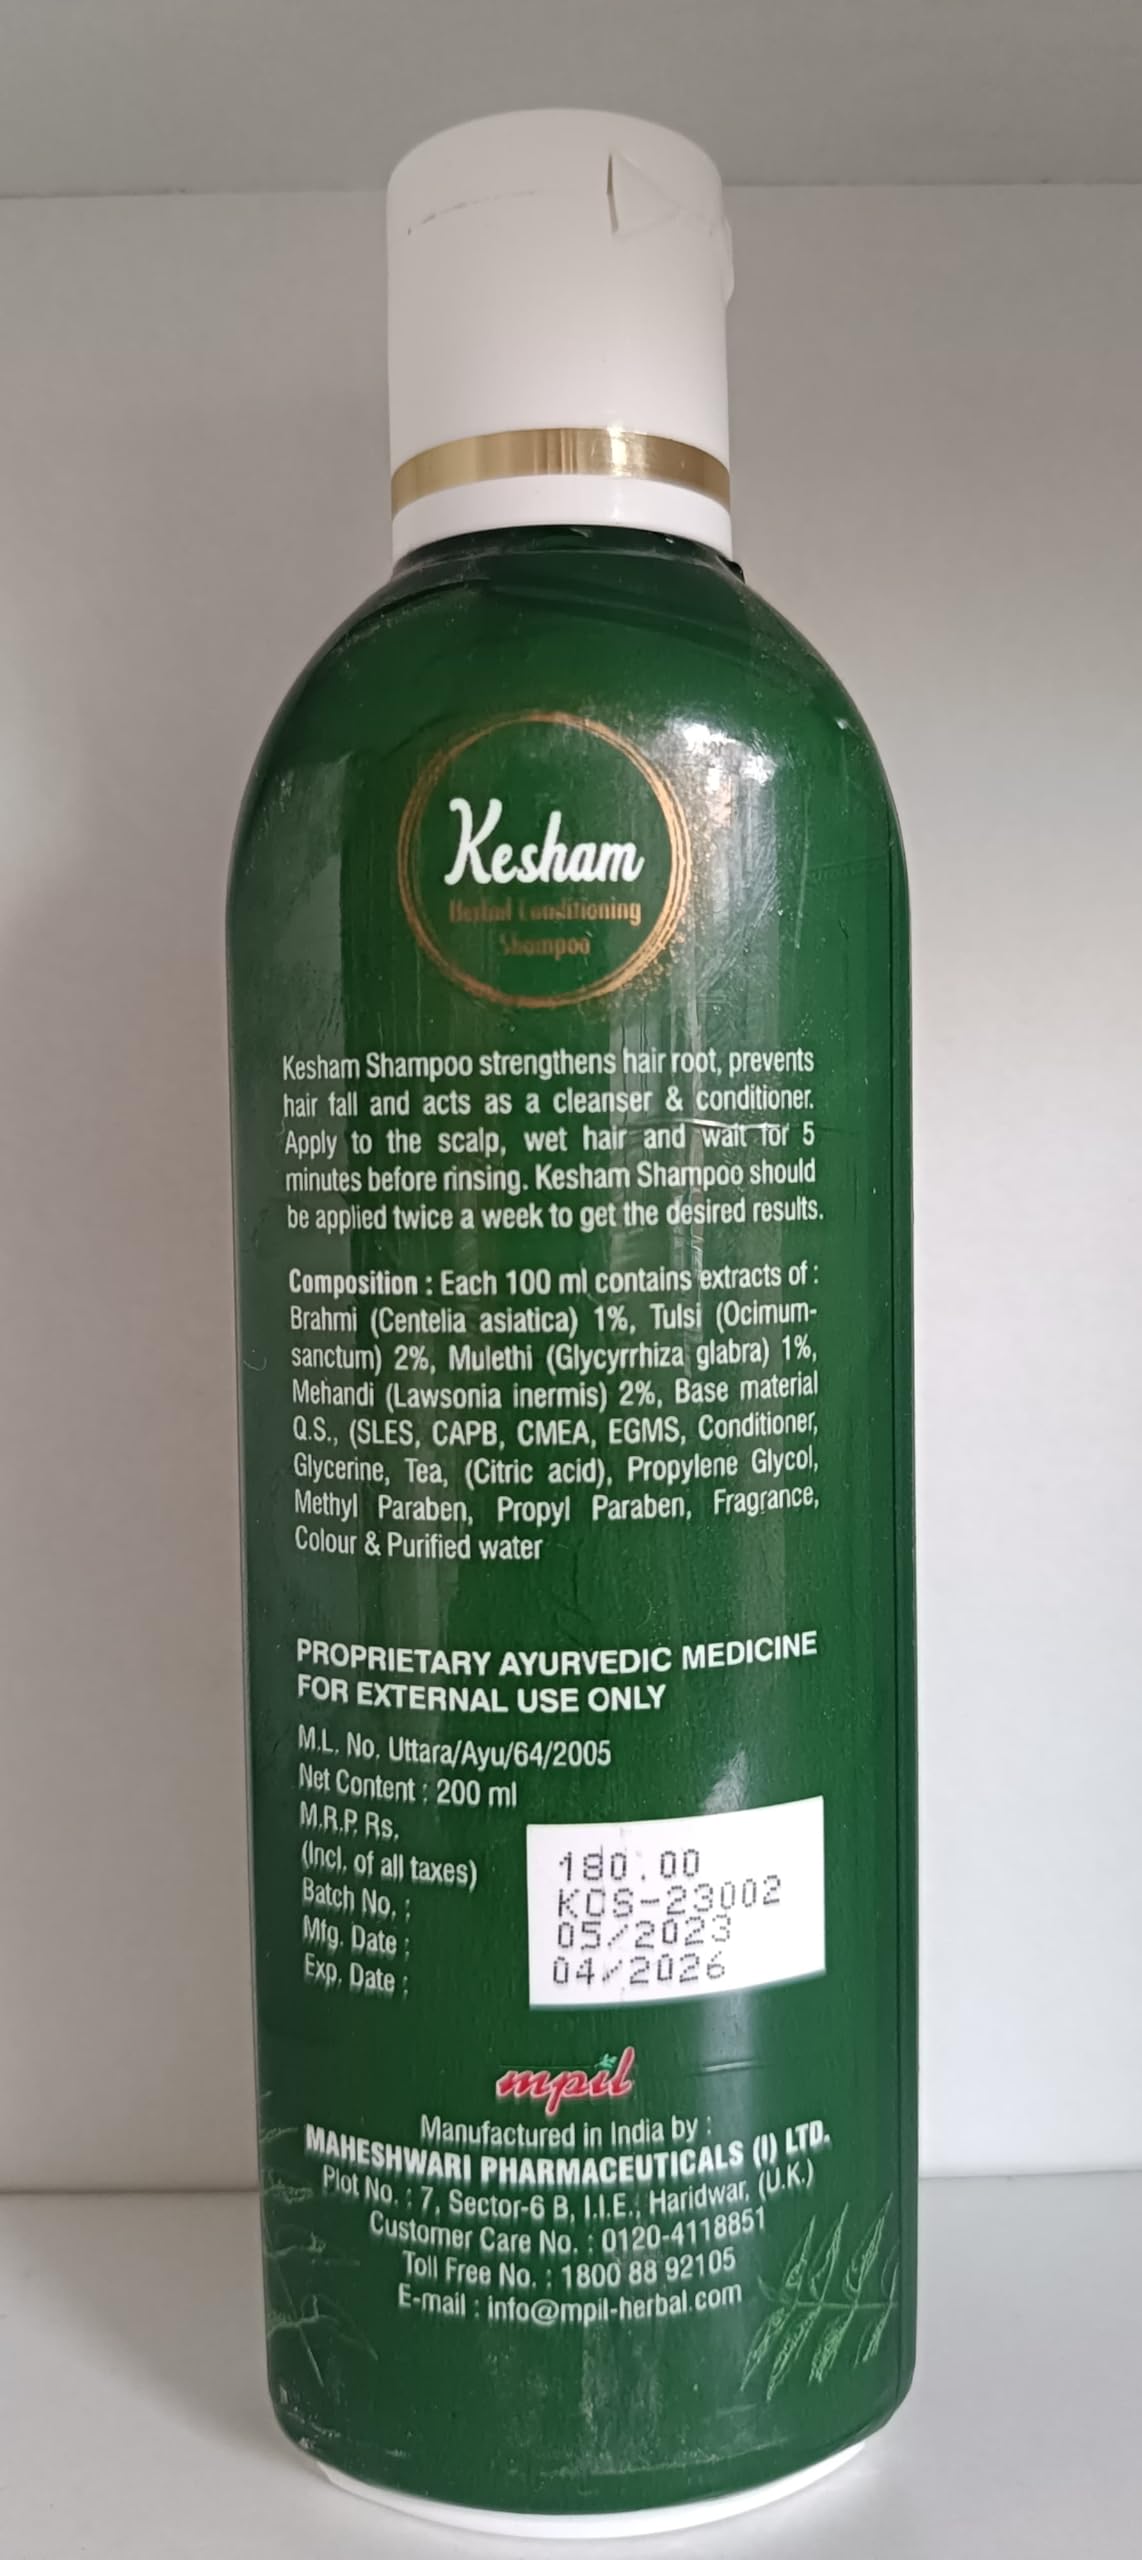 Kesham
Herbal Conditioning
Shampoo
Kesham Shampoo strengthens hair root, prevents
hair fall and acts as a cleanser & conditioner.
Apply to the scalp, wet hair and wait for 5
minutes before rinsing. Kesham Shampoo should
be applied twice a week to get the desired results.
Composition : Each 100 ml contains extracts of :
Brahmi (Centelia asiatica) 1%, Tulsi (Ocimum-
sanctum) 2%, Mulethi (Glycyrrhiza glabra) 1%,
Mehandi (Lawsonia inermis) 2%, Base material
Q.S., (SLES, CAPB, CMEA, EGMS, Conditioner,
Glycerine, Tea, (Citric acid), Propylene Glycol,
Methyl Paraben, Propyl Paraben, Fragrance,
Colour & Purified water
PROPRIETARY AYURVEDIC MEDICINE
FOR EXTERNAL USE ONLY
M.L. No. Uttara/Ayu/64/2005
Net Content : 200 ml
M.R.P. Rs.
(Incl. of all taxes) 180.00
Batch No. : KCS-23002
Mfg. Date : 05/2023
Exp. Date : 04/2026
mpil
Manufactured in India by :
MAHESHWARI PHARMACEUTICALS (I) LTD.
Plot No. : 7, Sector-6 B, I.I.E., Haridwar, (U.K.)
Customer Care No. : 0120-4118851
Toll Free No. : 1800 88 92105
E-mail : info@mpil-herbal.com